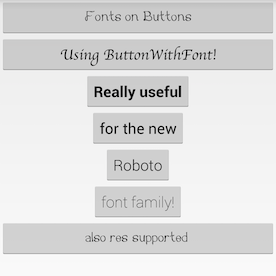 Fonts on Buttons
Using ButtonWithFont!
Really useful
for the new
Roboto
font family!
also res supported